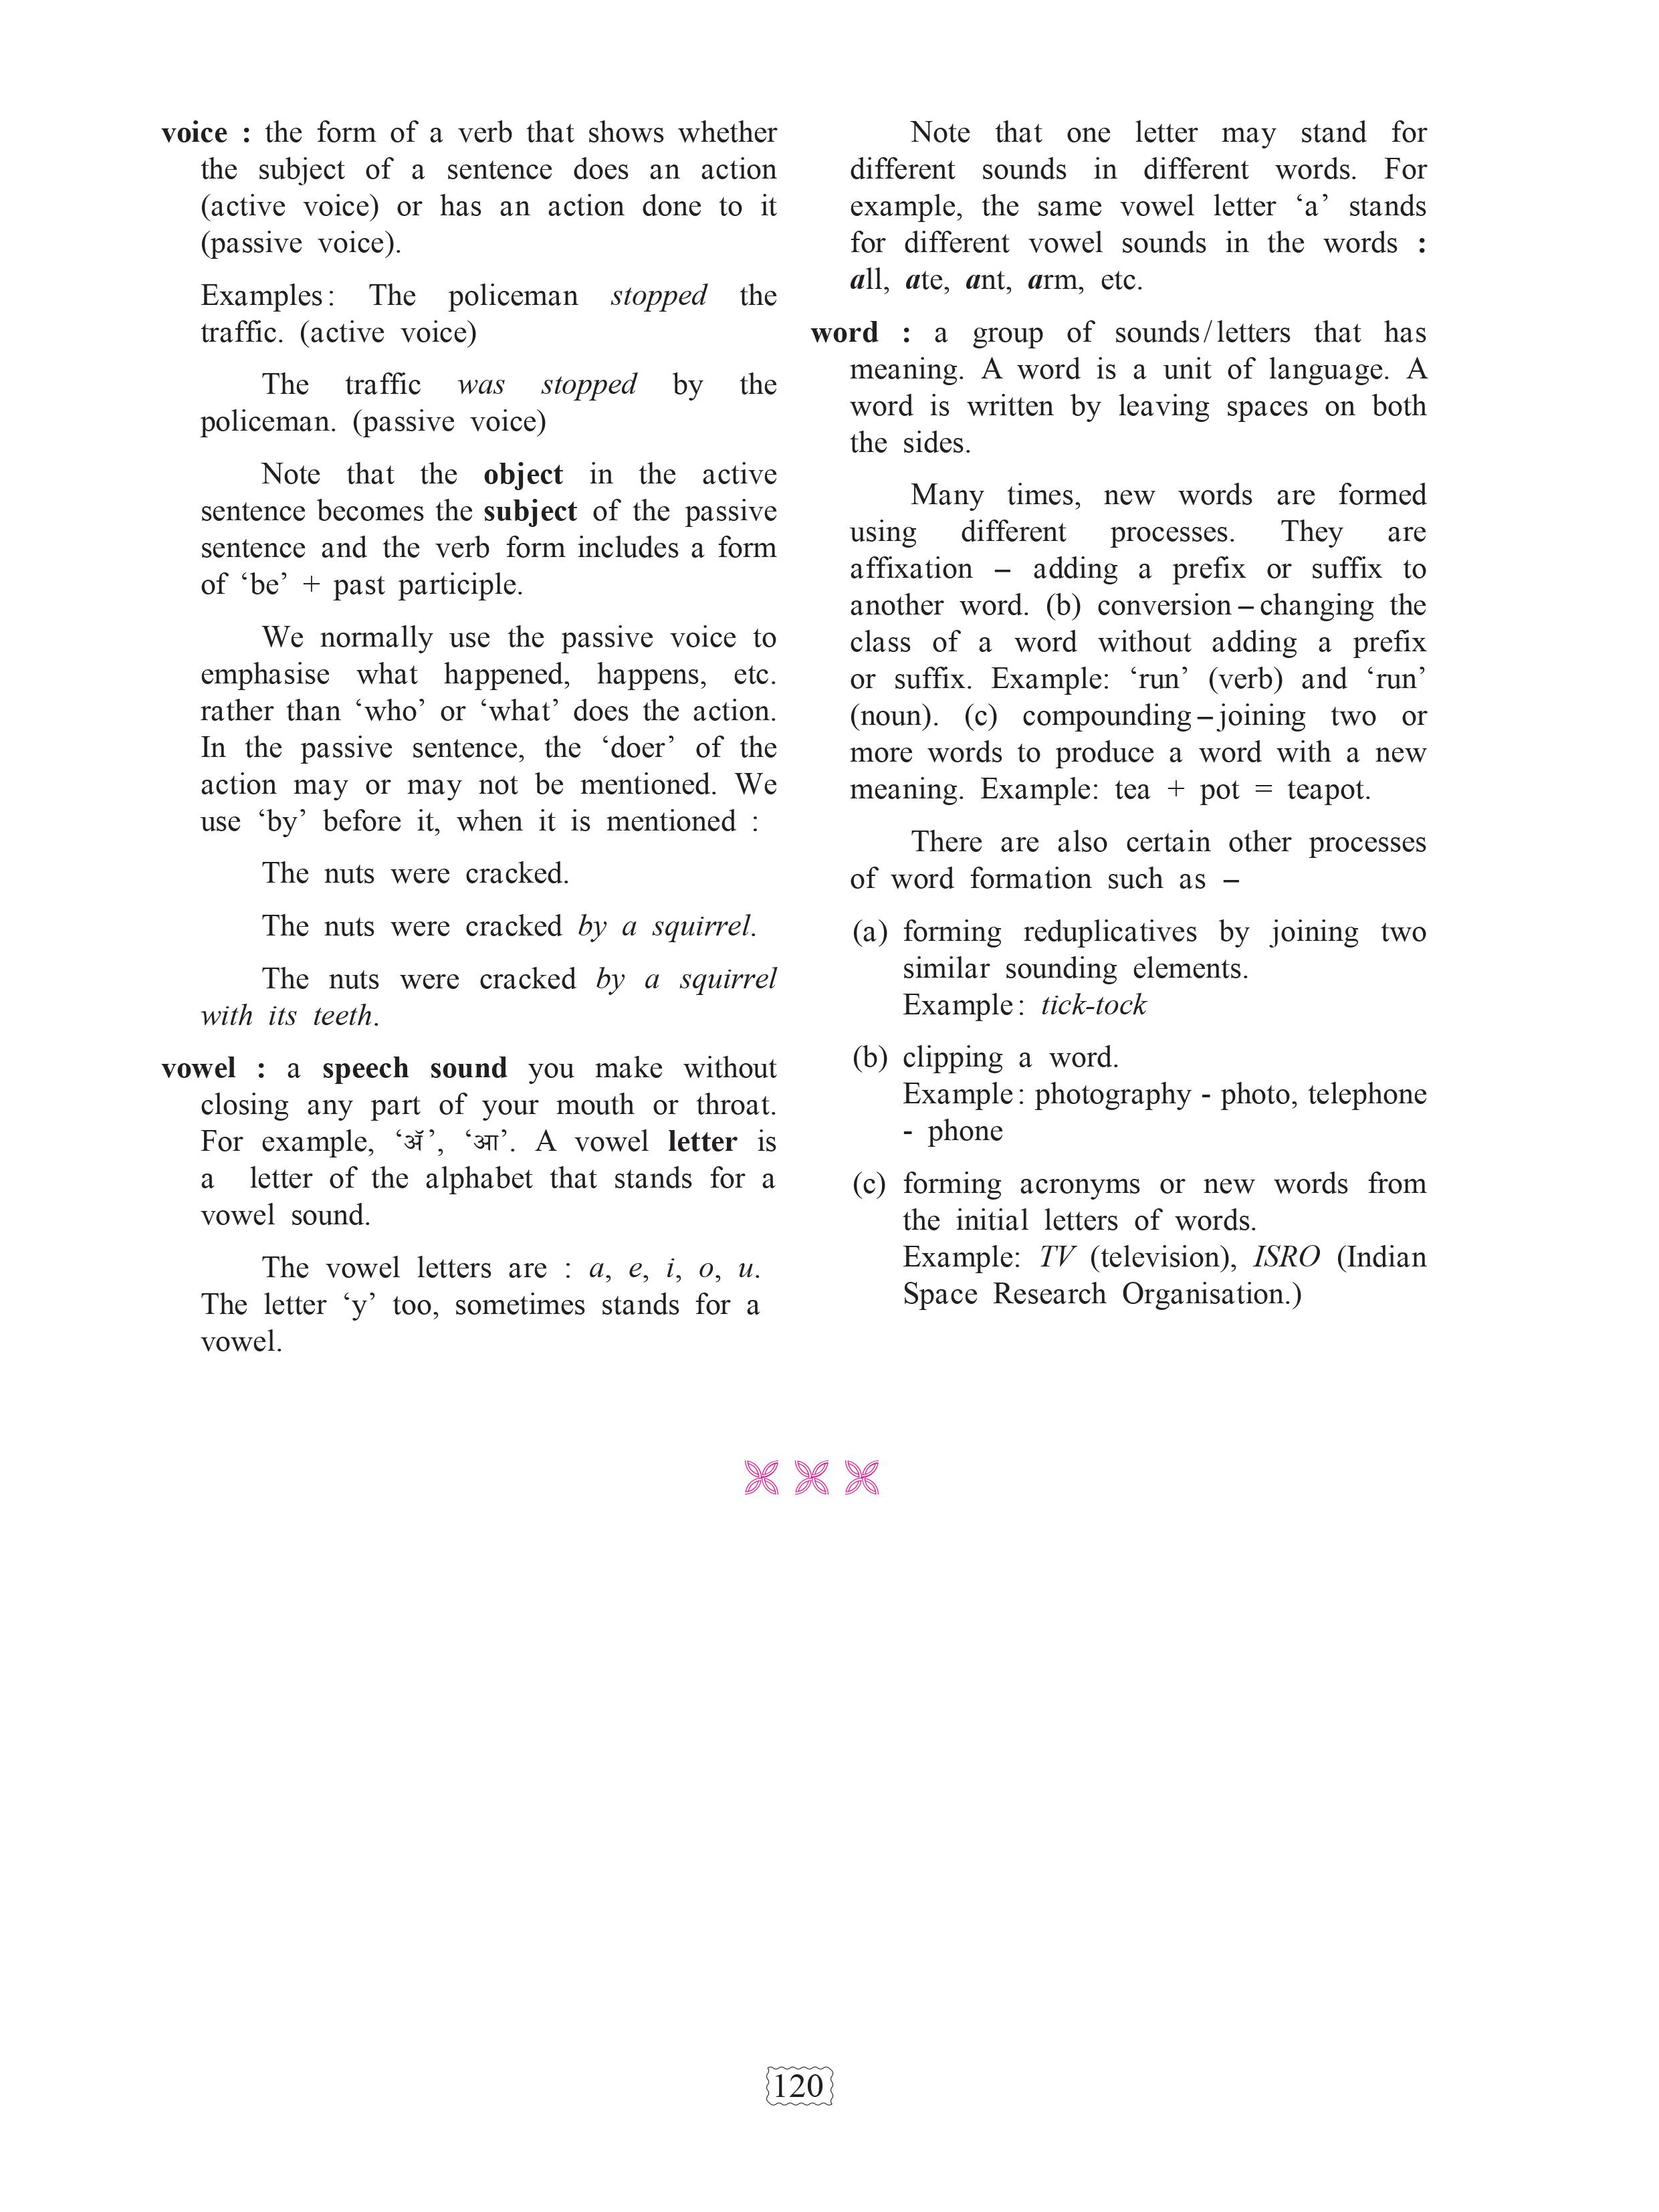 voice : the form of a verb that shows whether
the subject of a sentence does an action
(active voice) or has an action done to it
(passive voice).
Examples: The policeman stopped the
traffic. (active voice)
The traffic was stopped by the
policeman. (passive voice)
Note that the object in the active
sentence becomes the subject of the passive
sentence and the verb form includes a form
of ‘be’ + past participle.
We normally use the passive voice to
emphasise what happened, happens, etc.
rather than ‘who’ or ‘what’ does the action.
In the passive sentence, the ‘doer’ of the
action may or may not be mentioned. We
use ‘by’ before it, when it is mentioned :
The nuts were cracked.
The nuts were cracked by a squirrel.
The nuts were cracked by a squirrel
with its teeth.
vowel : a speech sound you make without
closing any part of your mouth or throat.
For example, ‘ॲ’, ‘आ’. A vowel letter is
a letter of the alphabet that stands for a
vowel sound.
The vowel letters are : a, e, i, o, u.
The letter ‘y’ too, sometimes stands for a
vowel.
Note that one letter may stand for
different sounds in different words. For
example, the same vowel letter ‘a’ stands
for different vowel sounds in the words :
all, ate, ant, arm, etc.
word : a group of sounds/letters that has
meaning. A word is a unit of language. A
word is written by leaving spaces on both
the sides.
Many times, new words are formed
using different processes. They are
affixation – adding a prefix or suffix to
another word. (b) conversion – changing the
class of a word without adding a prefix
or suffix. Example: ‘run’ (verb) and ‘run’
(noun). (c) compounding – joining two or
more words to produce a word with a new
meaning. Example: tea + pot = teapot.
There are also certain other processes
of word formation such as –
(a) forming reduplicatives by joining two
similar sounding elements.
Example: tick-tock
(b) clipping a word.
Example: photography - photo, telephone
- phone
(c) forming acronyms or new words from
the initial letters of words.
Example: TV (television), ISRO (Indian
Space Research Organisation.)
120